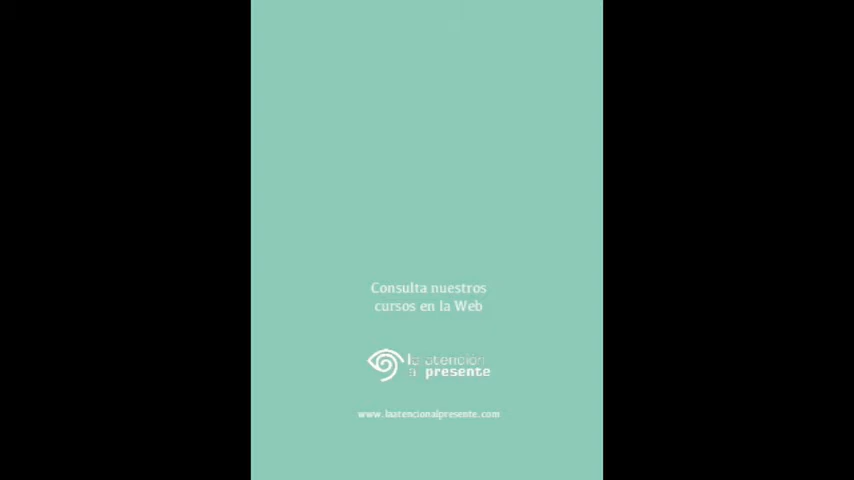 Consulta nuestros
cursos en la Web
la atención
al presente
www.laatencionalpresente.com